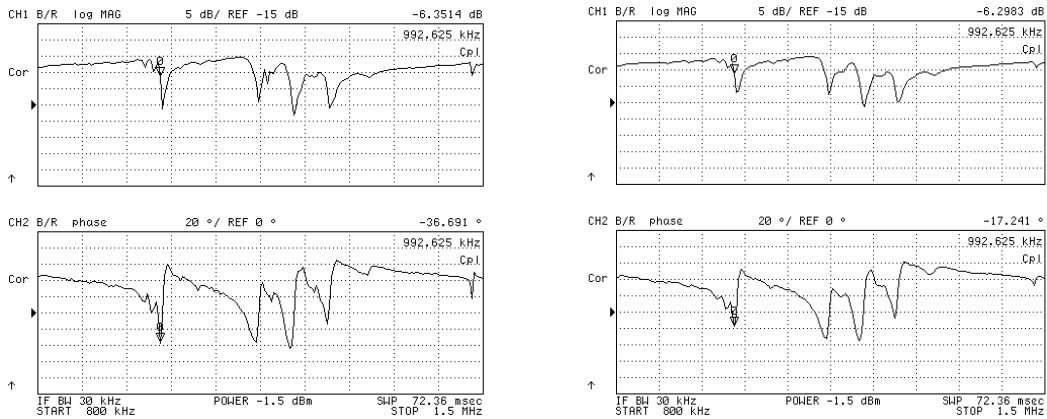 CH1 B/R log MAG 5 dB/ REF -15 dB -6.3514 dB
992.625 kHz
Cpl
Cor
0
CH2 B/R phase 20 °/ REF 0 ° -36.691 °
992.625 kHz
Cpl
Cor
0
IF BW 30 kHz POWER -1.5 dBm SWP 72.36 msec
START 800 kHz STOP 1.5 MHz
CH1 B/R log MAG 5 dB/ REF -15 dB -6.2983 dB
992.625 kHz
Cpl
Cor
0
CH2 B/R phase 20 °/ REF 0 ° -17.241 °
992.625 kHz
Cpl
Cor
0
IF BW 30 kHz POWER -1.5 dBm SWP 72.36 msec
START 800 kHz STOP 1.5 MHz